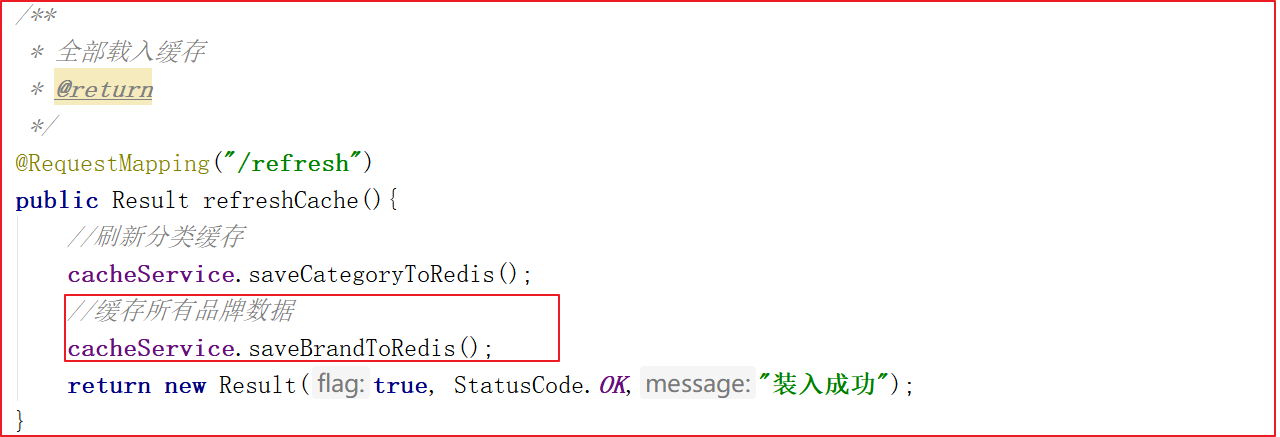 /**
 * 全部载入缓存
 * @return
 */
@RequestMapping("/refresh")
public Result refreshCache(){
    //刷新分类缓存
    cacheService.saveCategoryToRedis();
    //缓存所有品牌数据
    cacheService.saveBrandToRedis();
    return new Result( flag: true, StatusCode.OK, message: "装入成功");
}